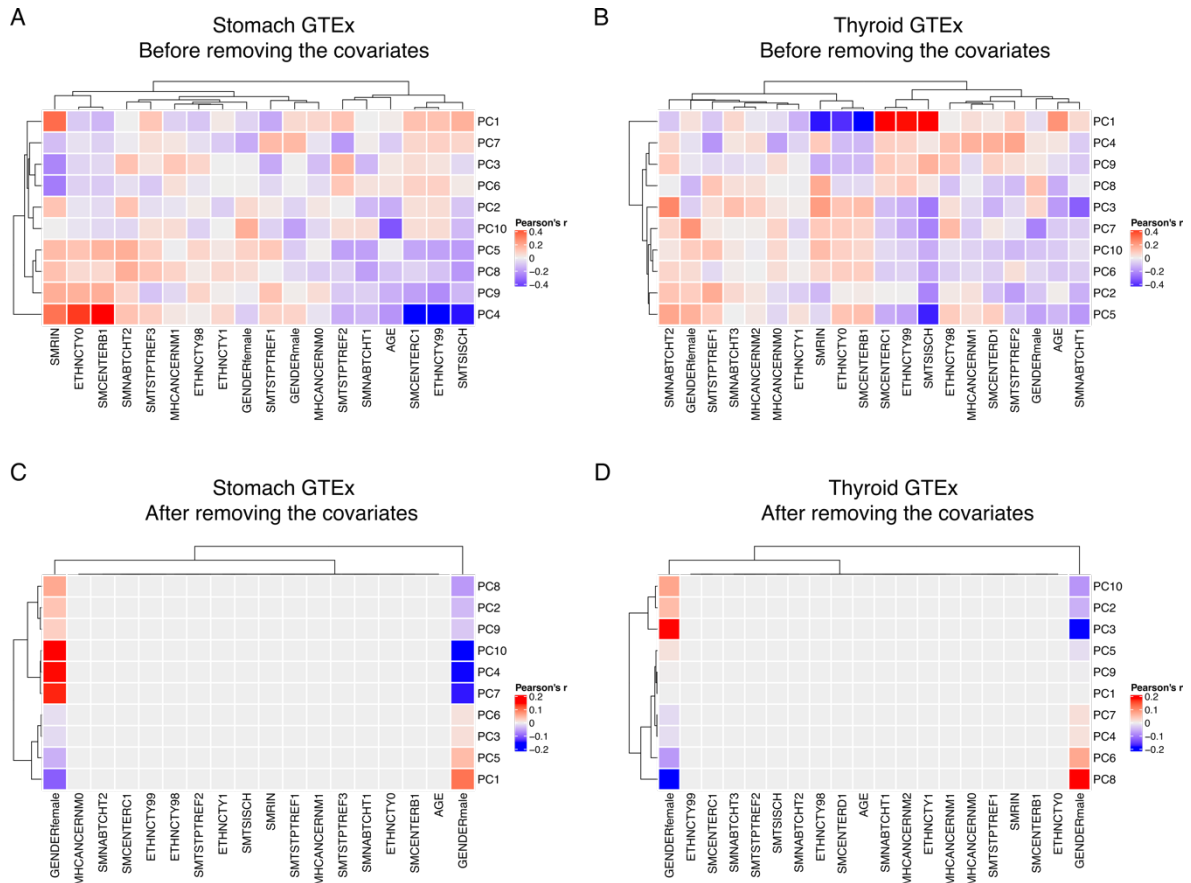 A
Stomach GTEx
Before removing the covariates
PC1
PC7
PC3
PC6
PC2
PC10
PC5
PC8
PC9
PC4
Pearson's r
0.4
0.2
0
−0.2
−0.4
SMRIN
ETHNCTY0
SMCENTERB1
SMNABTCHT2
SMTSTPTREF3
MHCANCERNM1
ETHNCTY98
ETHNCTY1
GENDERfemale
SMTSTPTREF1
GENDERmale
MHCANCERNM0
SMTSTPTREF2
SMNABTCHT1
AGE
SMCENTERC1
ETHNCTY99
SMTSISCH
B
Thyroid GTEx
Before removing the covariates
PC1
PC4
PC9
PC8
PC3
PC7
PC10
PC6
PC2
PC5
Pearson's r
0.4
0.2
0
−0.2
−0.4
SMNABTCHT2
GENDERfemale
SMTSTPTREF1
SMNABTCHT3
MHCANCERNM2
MHCANCERNM0
ETHNCTY1
SMRIN
ETHNCTY0
SMCENTERB1
SMCENTERC1
ETHNCTY99
SMTSISCH
ETHNCTY98
MHCANCERNM1
SMCENTERD1
SMTSTPTREF2
GENDERmale
AGE
SMNABTCHT1
C
Stomach GTEx
After removing the covariates
PC8
PC2
PC9
PC10
PC4
PC7
PC6
PC3
PC5
PC1
Pearson's r
0.2
0.1
0
−0.1
−0.2
GENDERfemale
MHCANCERNM0
SMNABTCHT2
SMCENTERC1
ETHNCTY99
ETHNCTY98
SMTSTPTREF2
ETHNCTY1
SMTSISCH
SMRIN
SMTSTPTREF1
MHCANCERNM1
SMTSTPTREF3
SMNABTCHT1
ETHNCTY0
SMCENTERB1
AGE
GENDERmale
D
Thyroid GTEx
After removing the covariates
PC10
PC2
PC3
PC5
PC9
PC1
PC7
PC4
PC6
PC8
Pearson's r
0.2
0.1
0
−0.1
−0.2
GENDERfemale
ETHNCTY99
SMCENTERC1
SMNABTCHT3
SMTSTPTREF2
SMTSISCH
SMNABTCHT2
ETHNCTY98
SMCENTERD1
AGE
SMNABTCHT1
MHCANCERNM2
ETHNCTY1
MHCANCERNM1
MHCANCERNM0
SMTSTPTREF1
SMRIN
SMCENTERB1
ETHNCTY0
GENDERmale